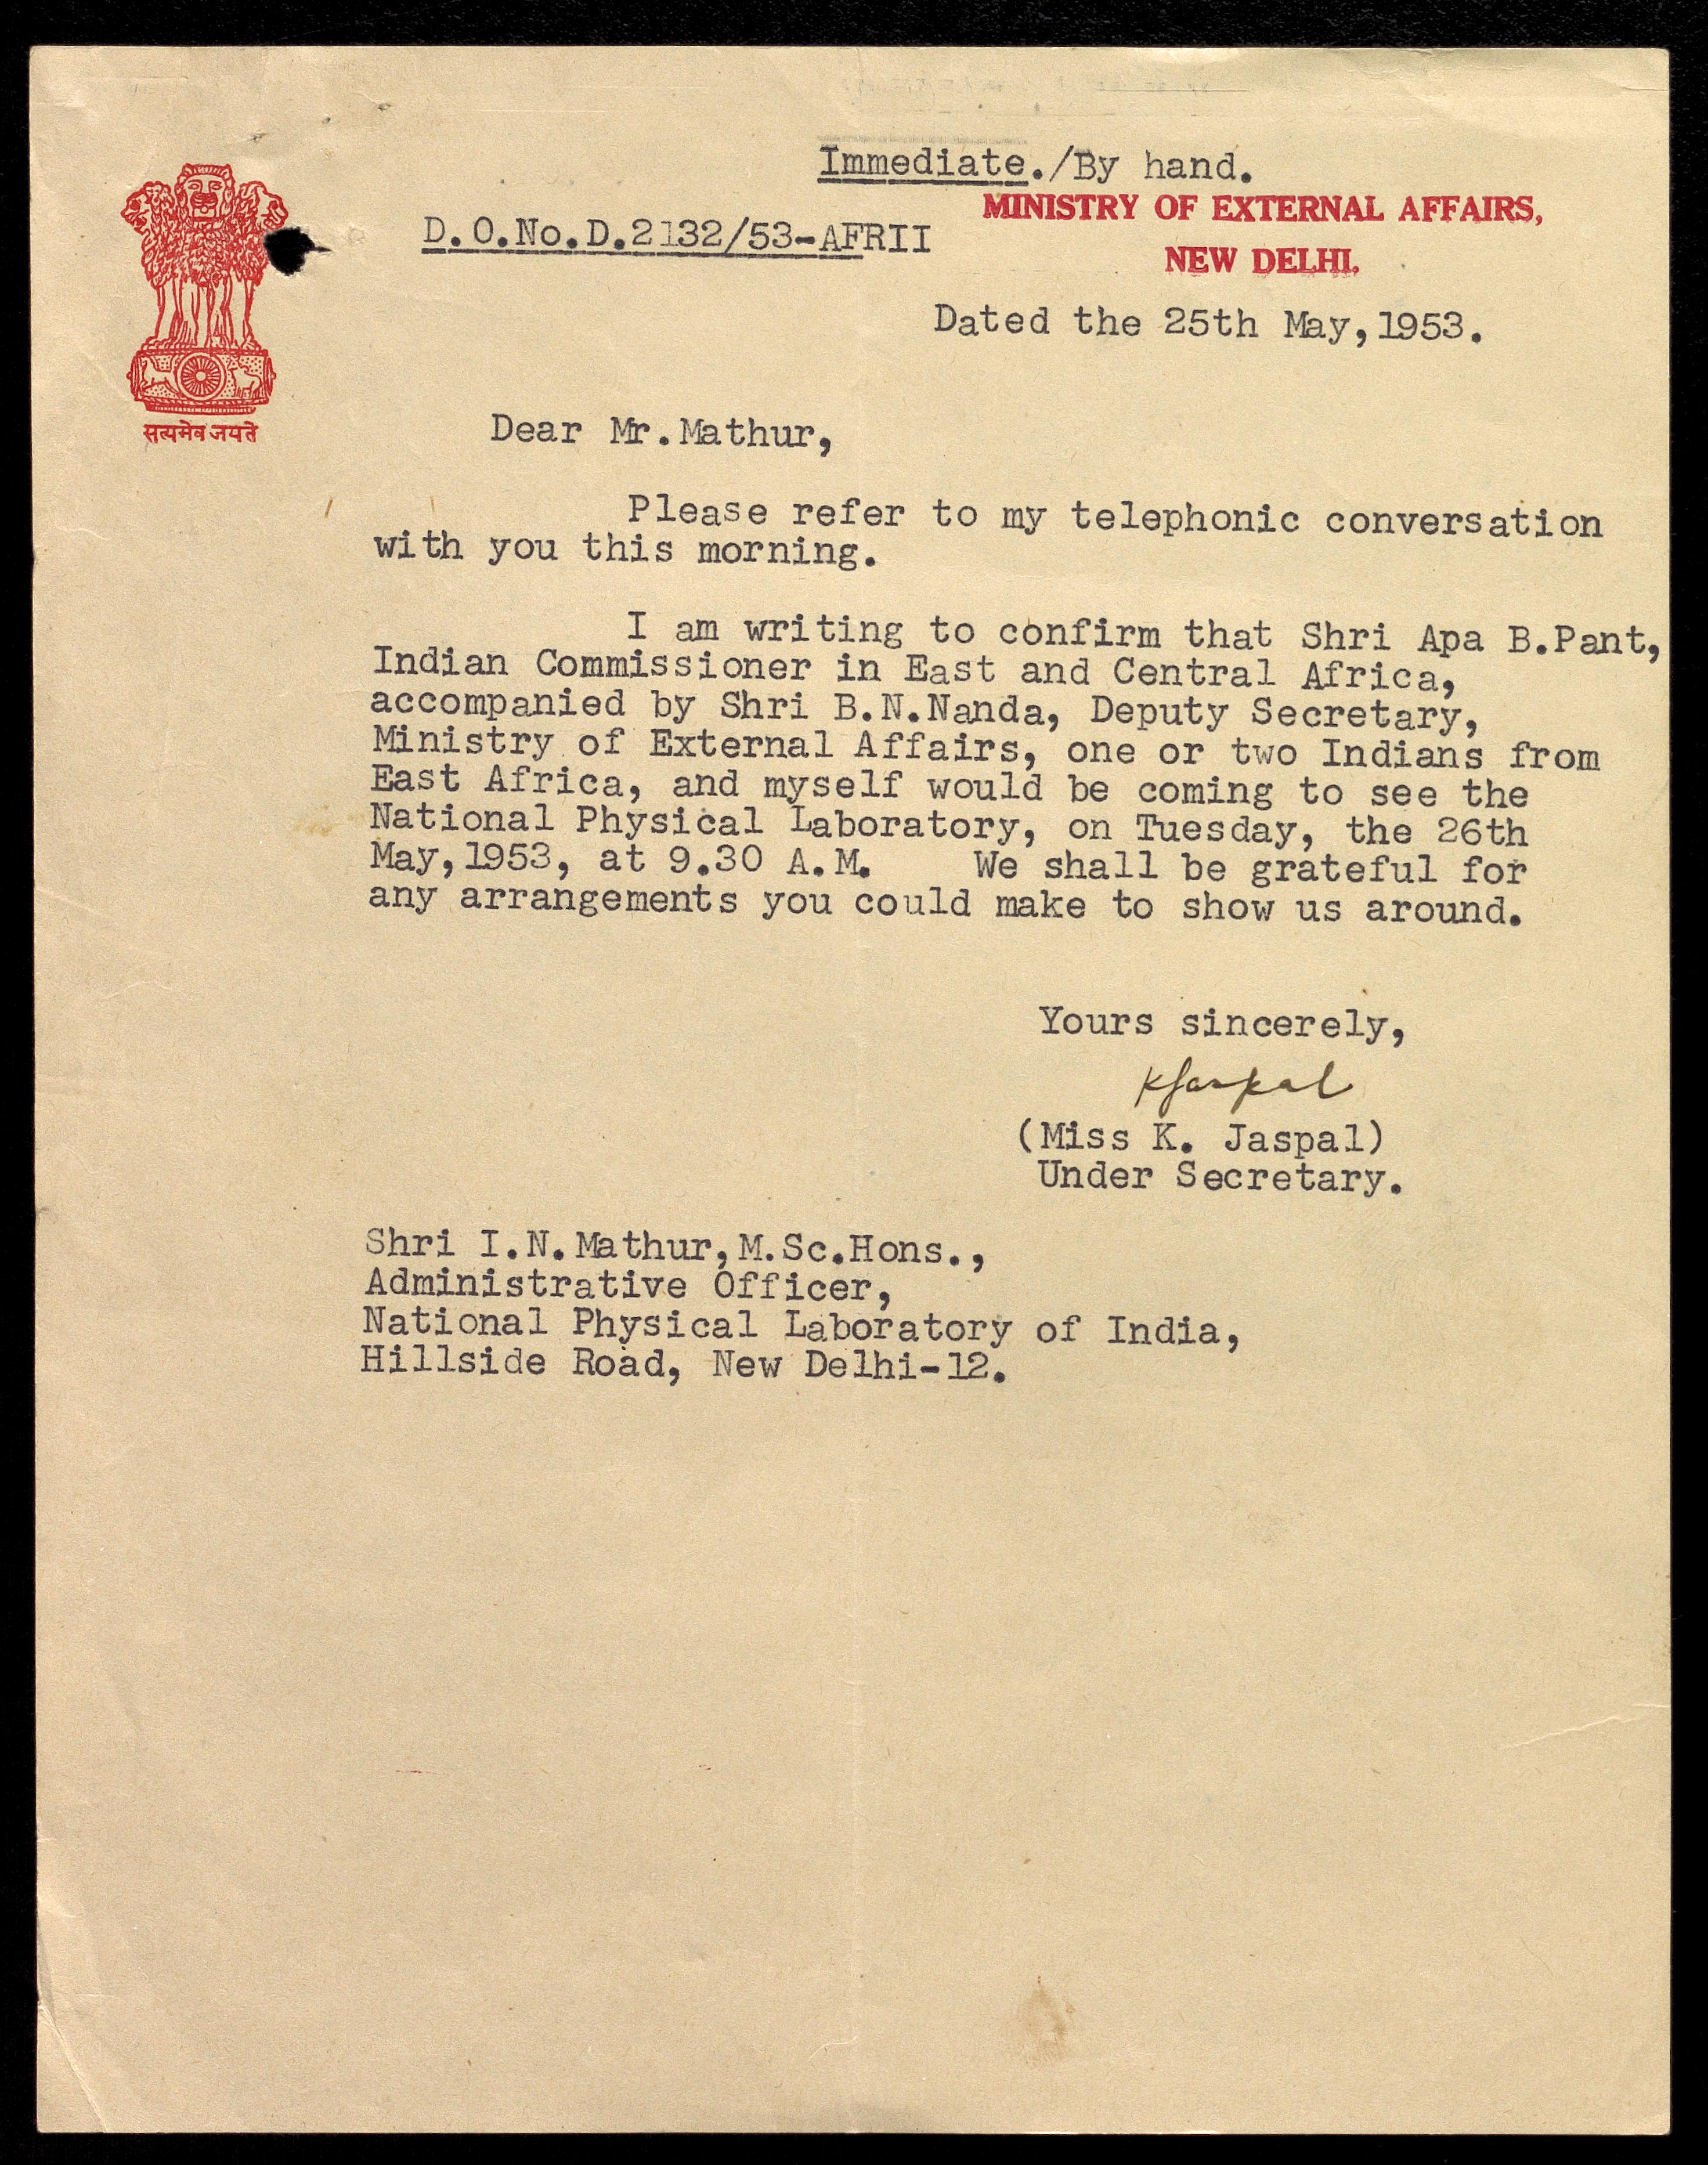 Immediate./By hand.
D.O.No.D.2132/53-AFRII
MINISTRY OF EXTERNAL AFFAIRS,
NEW DELHI.
Dated the 25th May,1953.
सत्यमेव जयते
Dear Mr.Mathur,
Please refer to my telephonic conversation
with you this morning.
I am writing to confirm that Shri Apa B.Pant,
Indian Commissioner in East and Central Africa,
accompanied by Shri B.N.Nanda, Deputy Secretary,
Ministry of External Affairs, one or two Indians from
East Africa, and myself would be coming to see the
National Physical Laboratory, on Tuesday, the 26th
May,1953, at 9.30 A.M. We shall be grateful for
any arrangements you could make to show us around.
Yours sincerely,
KJaspal
(Miss K. Jaspal)
Under Secretary.
Shri I.N.Mathur,M.Sc.Hons.,
Administrative Officer,
National Physical Laboratory of India,
Hillside Road, New Delhi-12.